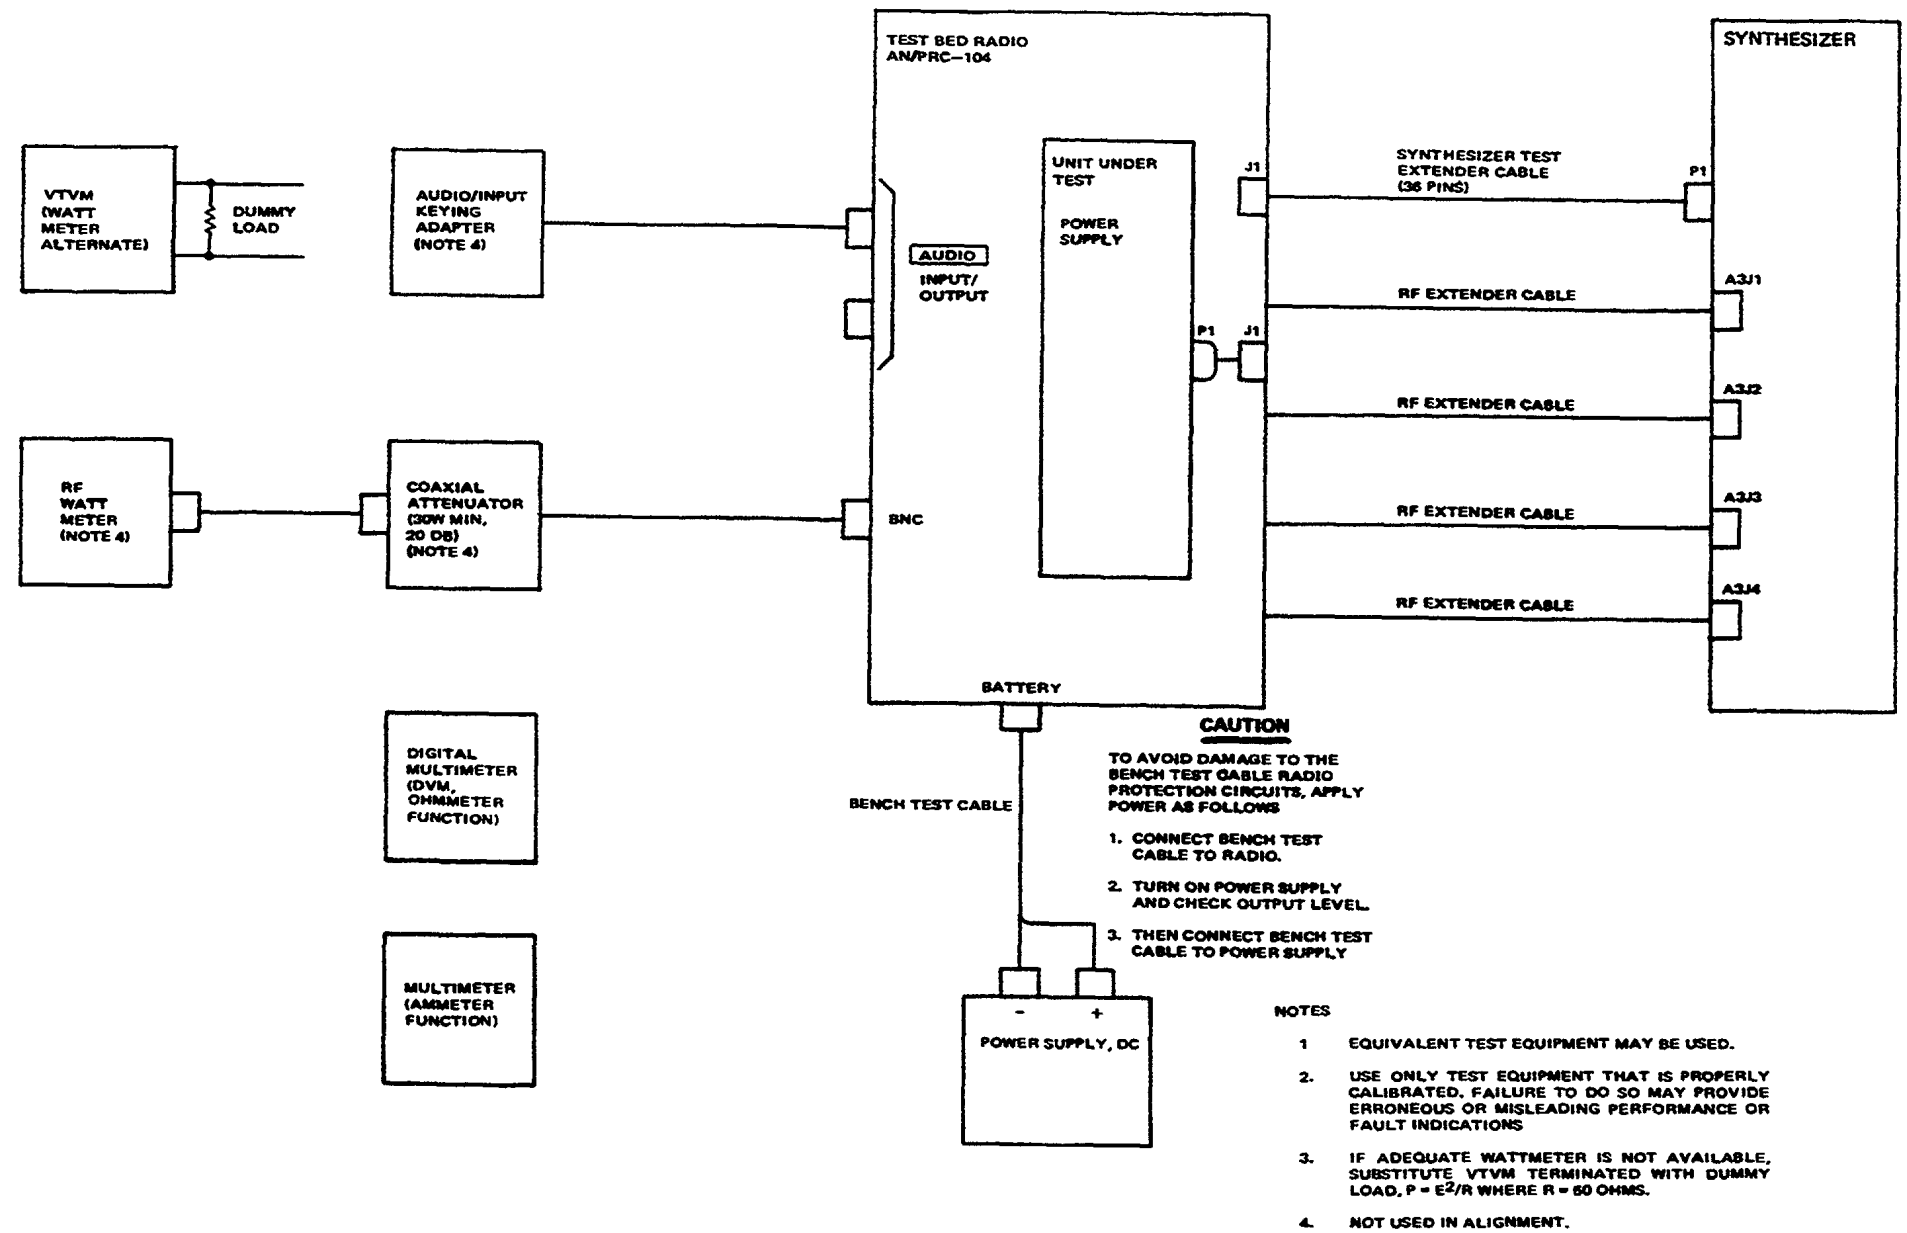 TEST BED RADIO
AN/PRC–104
SYNTHESIZER
VTVM
(WATT
METER
ALTERNATE)
DUMMY
LOAD
AUDIO/INPUT
KEYING
ADAPTER
(NOTE 4)
AUDIO
INPUT/
OUTPUT
UNIT UNDER
TEST
POWER
SUPPLY
J1
SYNTHESIZER TEST
EXTENDER CABLE
(36 PINS)
P1
RF EXTENDER CABLE
A3J1
P1
J1
RF EXTENDER CABLE
A3J2
RF
WATT
METER
(NOTE 4)
COAXIAL
ATTENUATOR
(30W MIN,
20 DB)
(NOTE 4)
BNC
RF EXTENDER CABLE
A3J3
RF EXTENDER CABLE
A3J4
BATTERY
DIGITAL
MULTIMETER
(DVM,
OHMMETER
FUNCTION)
BENCH TEST CABLE
CAUTION
TO AVOID DAMAGE TO THE
BENCH TEST CABLE RADIO
PROTECTION CIRCUITS, APPLY
POWER AS FOLLOWS
1. CONNECT BENCH TEST
CABLE TO RADIO.
2. TURN ON POWER SUPPLY
AND CHECK OUTPUT LEVEL.
3. THEN CONNECT BENCH TEST
CABLE TO POWER SUPPLY
MULTIMETER
(AMMETER
FUNCTION)
- +
POWER SUPPLY, DC
NOTES
1 EQUIVALENT TEST EQUIPMENT MAY BE USED.
2. USE ONLY TEST EQUIPMENT THAT IS PROPERLY
CALIBRATED. FAILURE TO DO SO MAY PROVIDE
ERRONEOUS OR MISLEADING PERFORMANCE OR
FAULT INDICATIONS
3. IF ADEQUATE WATTMETER IS NOT AVAILABLE,
SUBSTITUTE VTVM TERMINATED WITH DUMMY
LOAD, P = E²/R WHERE R = 50 OHMS.
4. NOT USED IN ALIGNMENT.